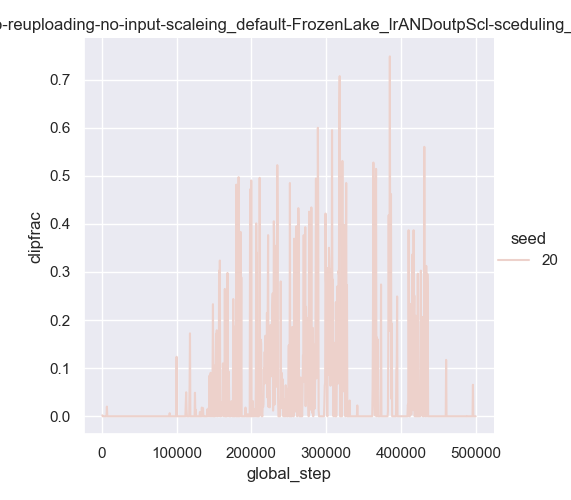 o-reuploading-no-input-scaleing_default-FrozenLake_lrANDoutpScl-sceduling_
0.7
0.6
0.5
0.4
0.3
0.2
0.1
0.0
clipfrac
0 100000 200000 300000 400000 500000
global_step
seed
20